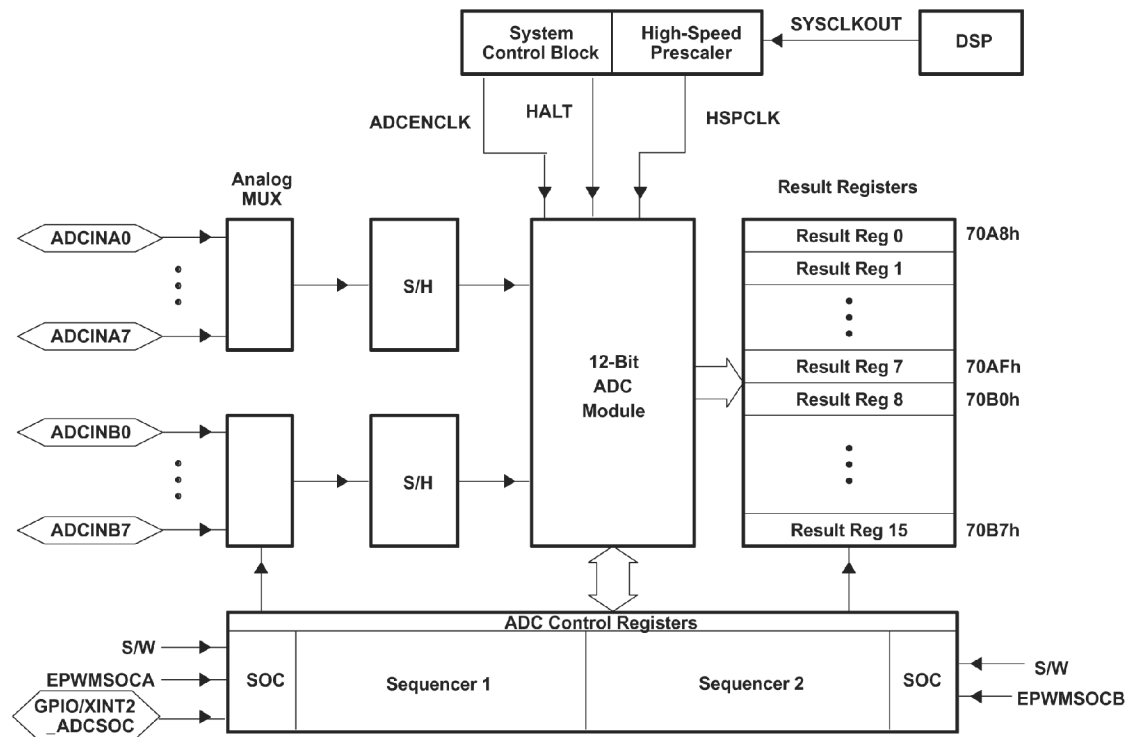 System
Control Block
High-Speed
Prescaler
SYSCLKOUT
DSP
ADCENCLK
HALT
HSPCLK
Analog
MUX
Result Registers
ADCINA0
ADCINA7
S/H
12-Bit
ADC
Module
Result Reg 0
70A8h
Result Reg 1
Result Reg 7
70AFh
Result Reg 8
70B0h
ADCINB0
ADCINB7
S/H
Result Reg 15
70B7h
ADC Control Registers
S/W
EPWMSOCA
GPIO/XINT2
_ADCSOC
SOC
Sequencer 1
Sequencer 2
SOC
S/W
EPWMSOCB